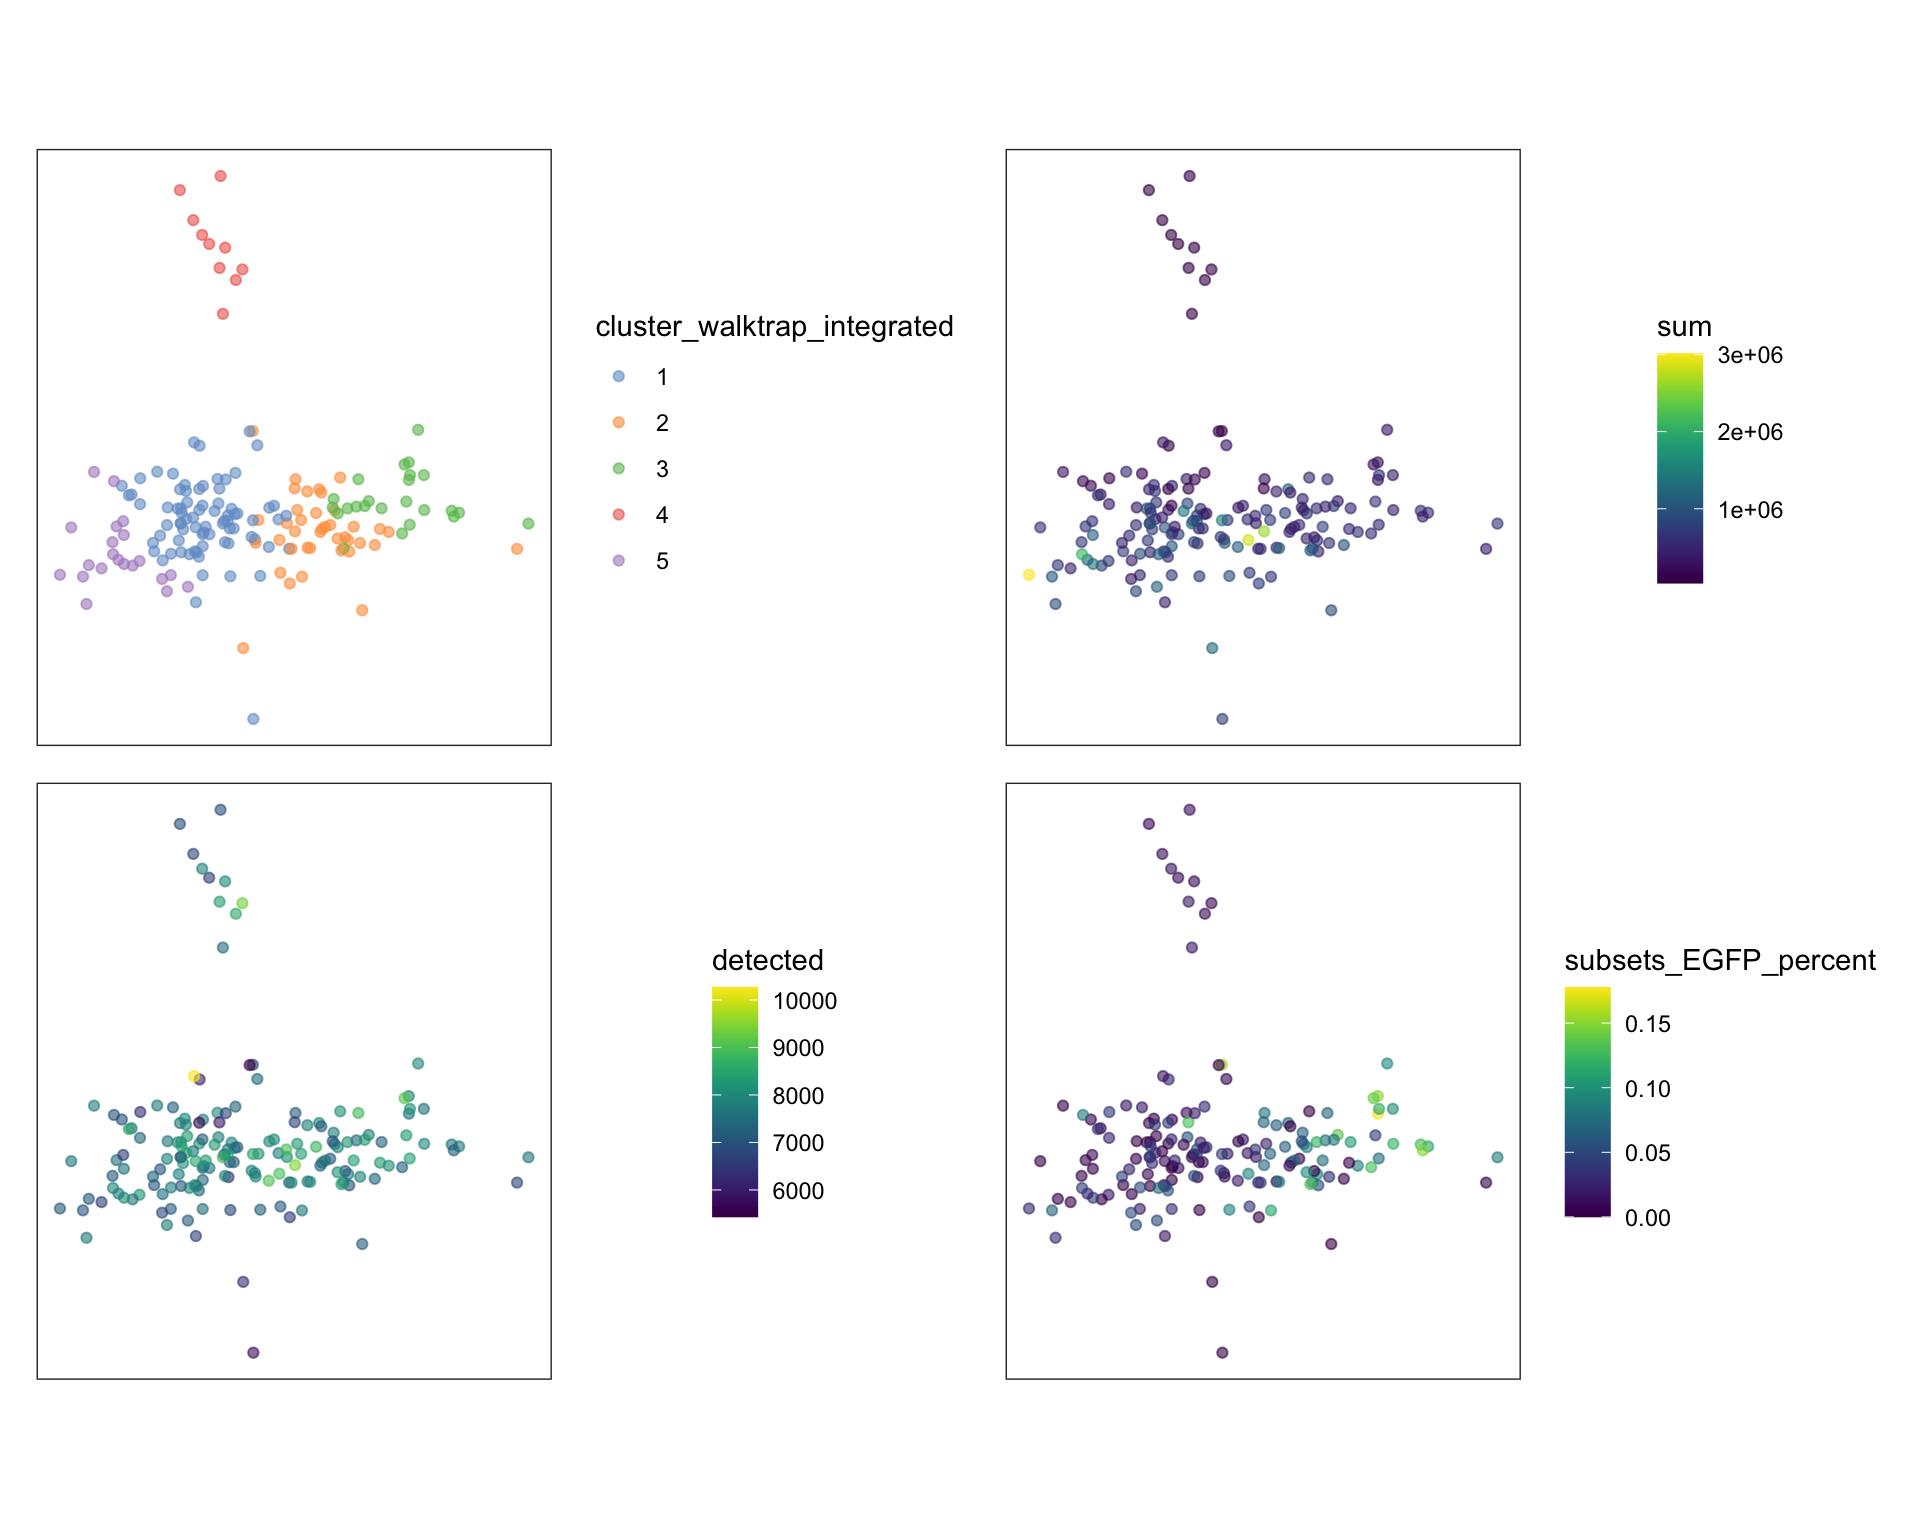 cluster_walktrap_integrated
1
2
3
4
5
sum
3e+06
2e+06
1e+06
detected
10000
9000
8000
7000
6000
subsets_EGFP_percent
0.15
0.10
0.05
0.00